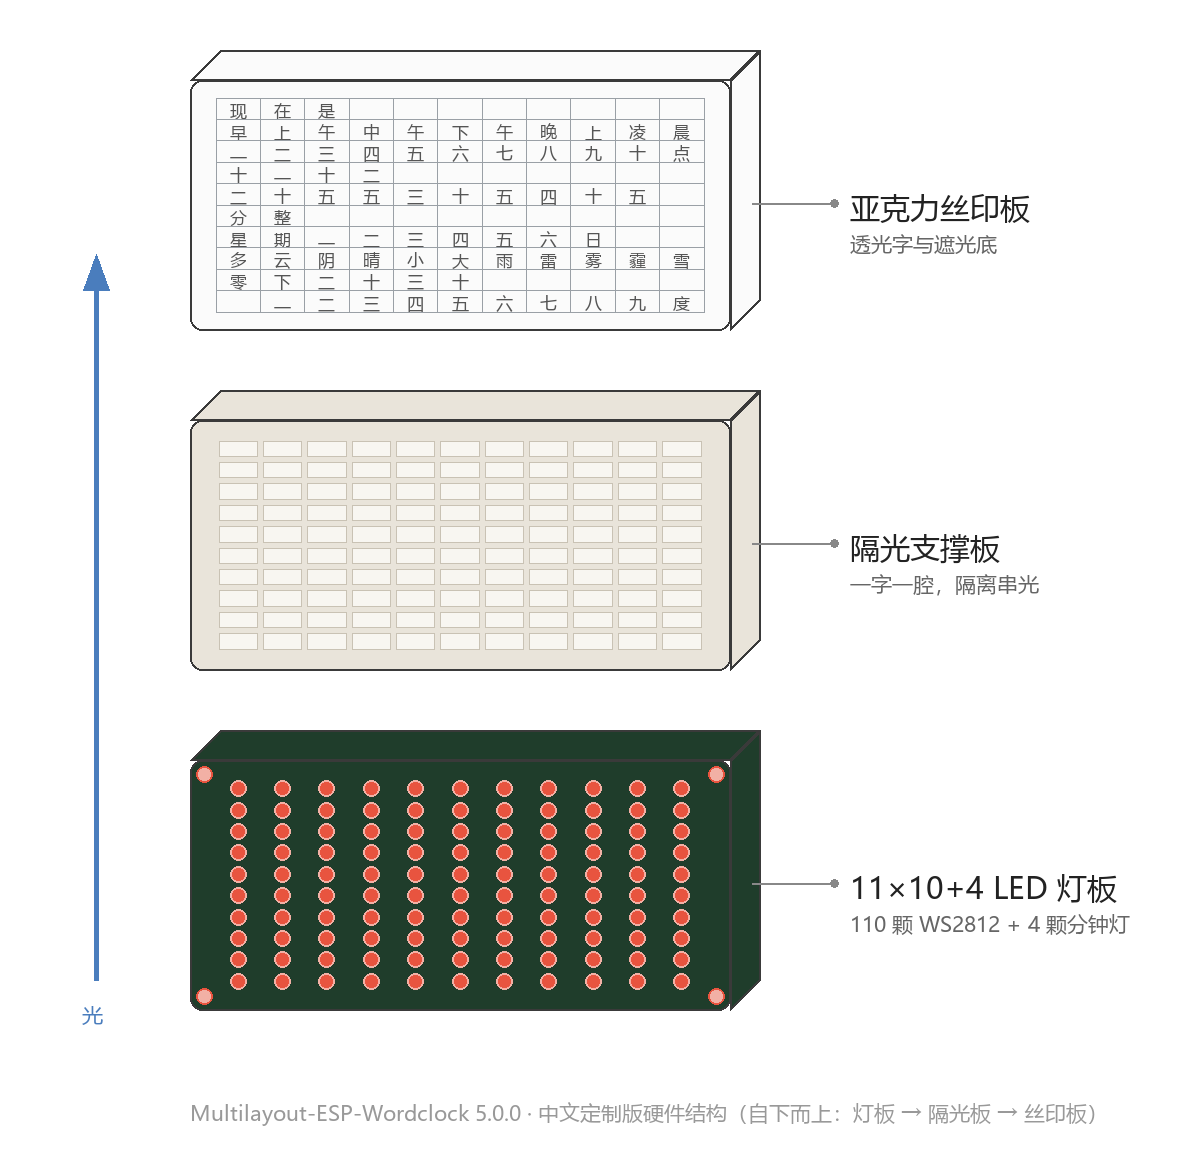 现 在 是
早 上 午 中 午 下 午 晚 上 凌 晨
一 二 三 四 五 六 七 八 九 十 点
十 一 十 二
二 十 五 五 三 十 五 四 十 五
分 整
星 期 一 二 三 四 五 六 日
多 云 阴 晴 小 大 雨 雷 雾 霾 雪
零 下 二 十 三 十
一 二 三 四 五 六 七 八 九 度
亚克力丝印板
透光字与遮光底
隔光支撑板
一字一腔，隔离串光
11×10+4 LED 灯板
110 颗 WS2812 + 4 颗分钟灯
光
Multilayout-ESP-Wordclock 5.0.0 · 中文定制版硬件结构（自下而上：灯板 → 隔光板 → 丝印板）